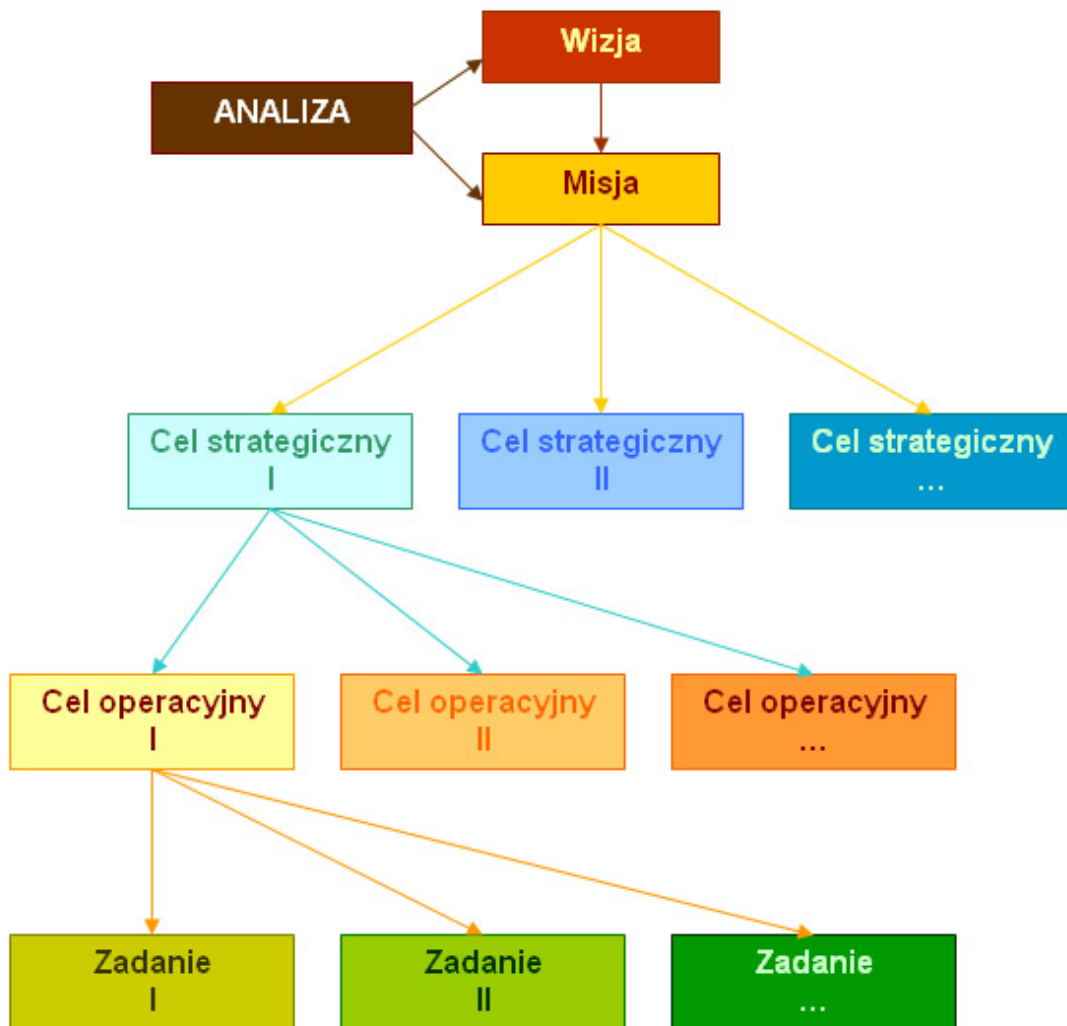 Wizja
ANALIZA
Misja
Cel strategiczny
I
Cel strategiczny
II
Cel strategiczny
...
Cel operacyjny
I
Cel operacyjny
II
Cel operacyjny
...
Zadanie
I
Zadanie
II
Zadanie
...